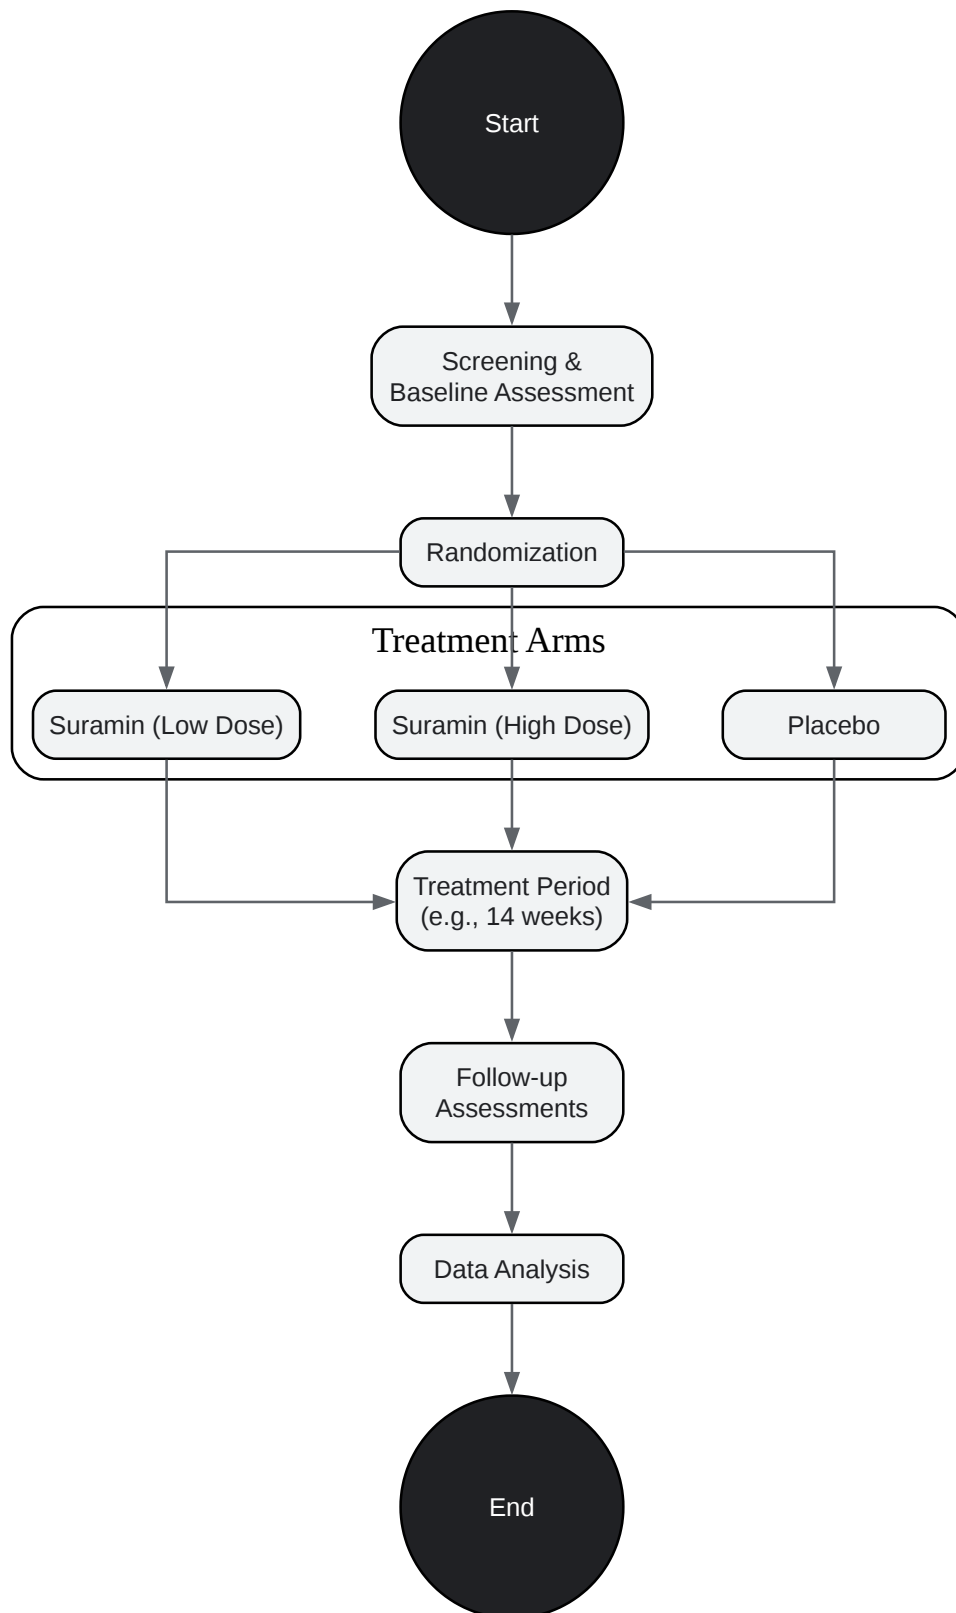 Start
Screening &
Baseline Assessment
Randomization
Treatment Arms
Suramin (Low Dose)
Suramin (High Dose)
Placebo
Treatment Period
(e.g., 14 weeks)
Follow-up
Assessments
Data Analysis
End